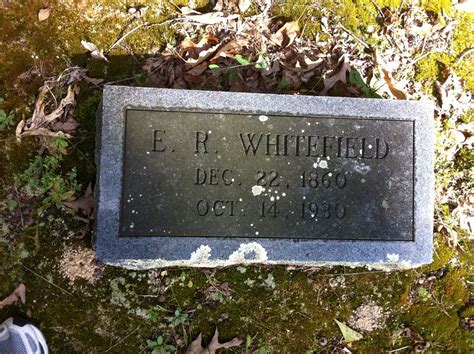 E. R. WHITEFIELD
DEC. 22, 1860
OCT. 14, 1930